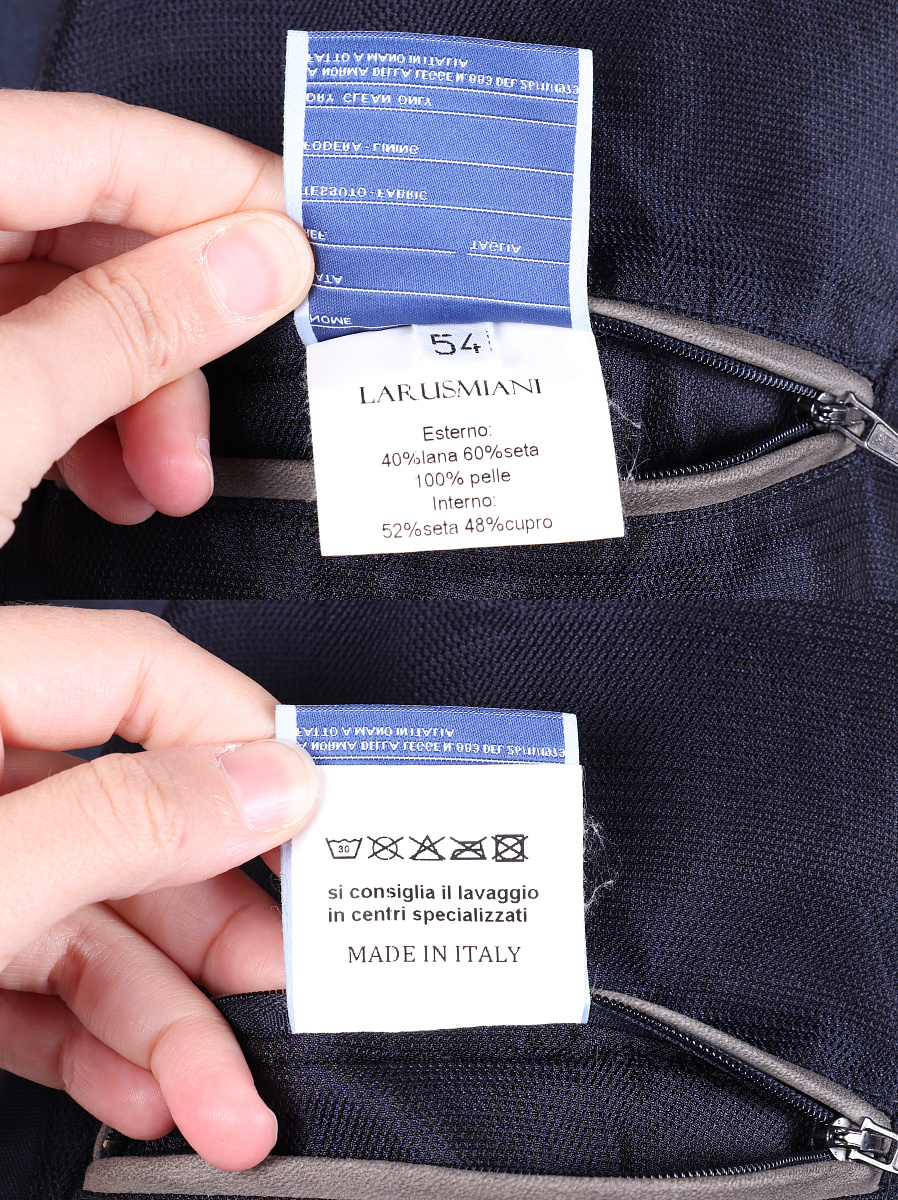 FATTO A MANO IN ITALIA
A NORMA DELLA LEGGE N. 883 DEL 26/11/1973
DRY CLEAN ONLY
FODERA - LINING
TESSUTO - FABRIC
REF.
TAGLIA
DATA
NOME
54
LARUSMIANI
Esterno:
40%lana 60%seta
100% pelle
Interno:
52%seta 48%cupro
FATTO A MANO IN ITALIA
A NORMA DELLA LEGGE N. 883 DEL 26/11/1973
30
si consiglia il lavaggio
in centri specializzati
MADE IN ITALY